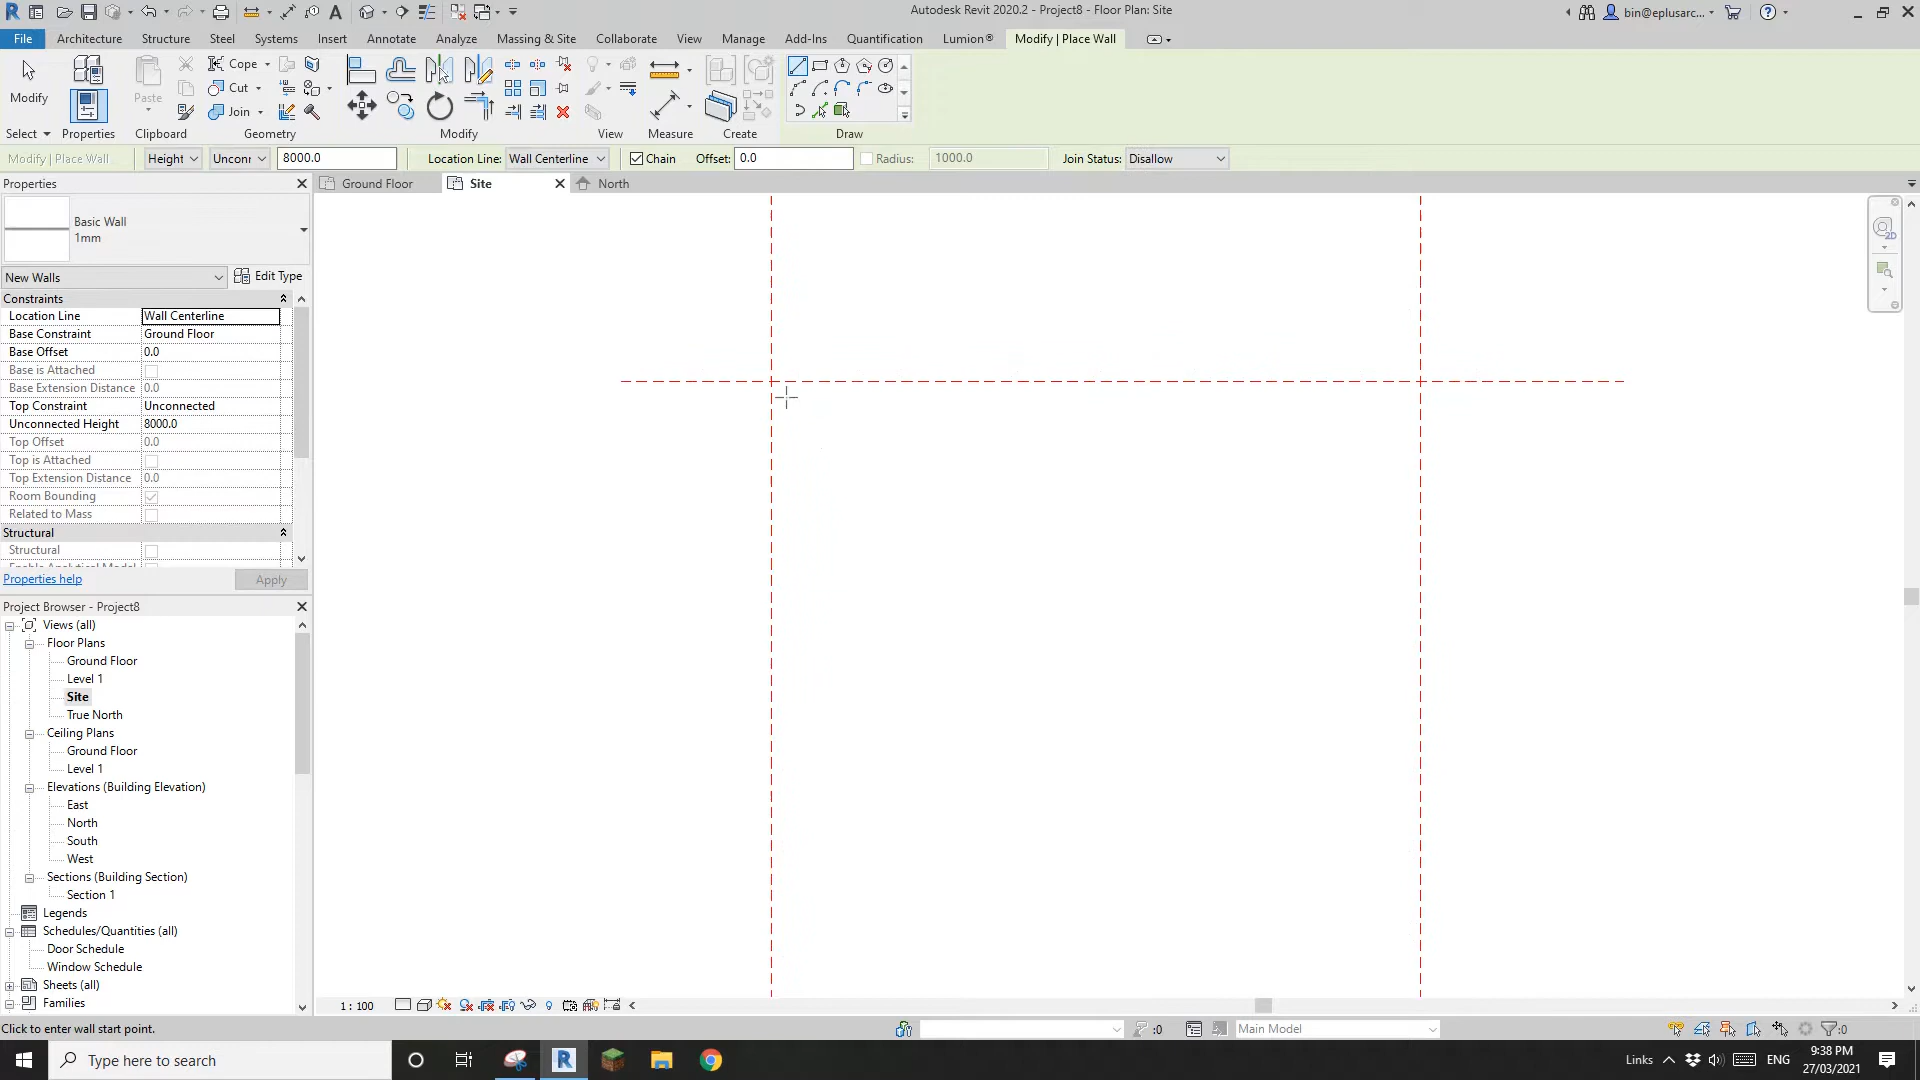 Autodesk Revit 2020.2 - Project8 - Floor Plan: Site
bin@eplusarc...
File Architecture Structure Steel Systems Insert Annotate Analyze Massing & Site Collaborate View Manage Add-Ins Quantification Lumion® Modify | Place Wall
Modify
Paste
Cope
Cut
Join
Select Properties Clipboard Geometry Modify View Measure Create Draw
Modify | Place Wall Height Unconn 8000.0 Location Line: Wall Centerline Chain Offset: 0.0 Radius: 1000.0 Join Status: Disallow
Properties
Ground Floor Site North
Basic Wall
1mm
New Walls Edit Type
Constraints
Location Line Wall Centerline
Base Constraint Ground Floor
Base Offset 0.0
Base is Attached
Base Extension Distance 0.0
Top Constraint Unconnected
Unconnected Height 8000.0
Top Offset 0.0
Top is Attached
Top Extension Distance 0.0
Room Bounding
Related to Mass
Structural
Structural
Properties help Apply
Project Browser - Project8
Views (all)
Floor Plans
Ground Floor
Level 1
Site
True North
Ceiling Plans
Ground Floor
Level 1
Elevations (Building Elevation)
East
North
South
West
Sections (Building Section)
Section 1
Legends
Schedules/Quantities (all)
Door Schedule
Window Schedule
Sheets (all)
Families
2D
1 : 100
Click to enter wall start point.
:0 Main Model :0
Type here to search
Links ENG
9:38 PM
27/03/2021